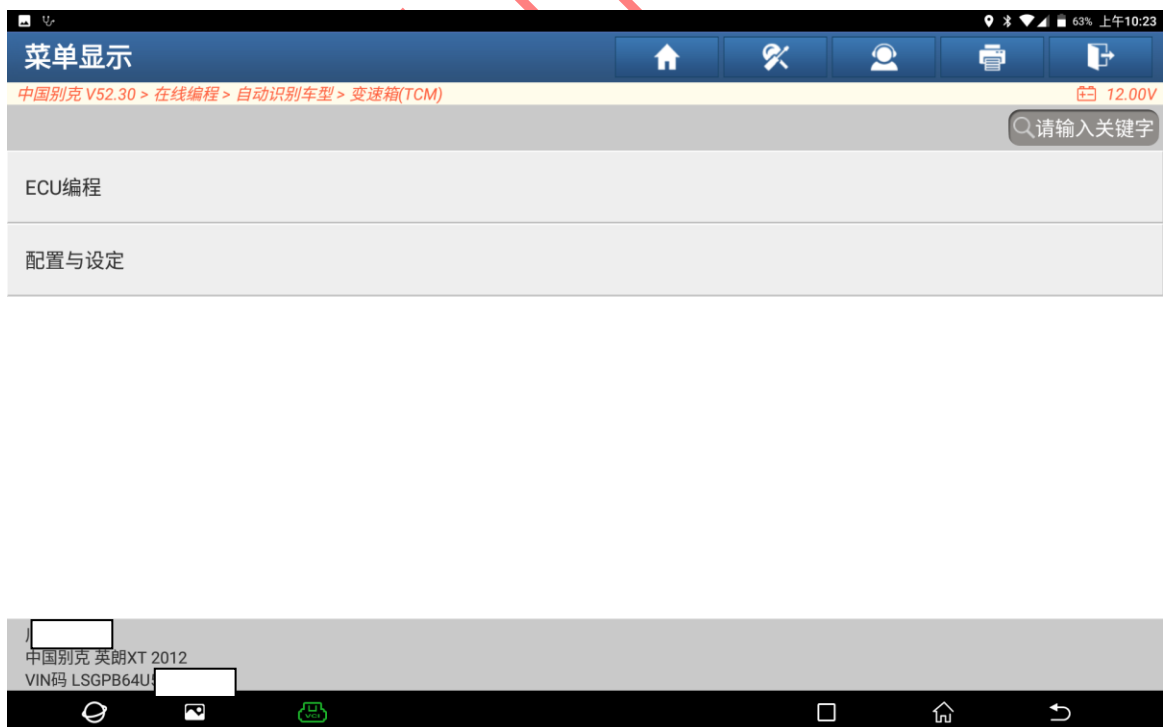 63% 上午10:23
菜单显示
中国别克 V52.30 > 在线编程 > 自动识别车型 > 变速箱(TCM)
12.00V
请输入关键字
ECU编程
配置与设定
中国别克 英朗XT 2012
VIN码 LSGPB64U
VCI